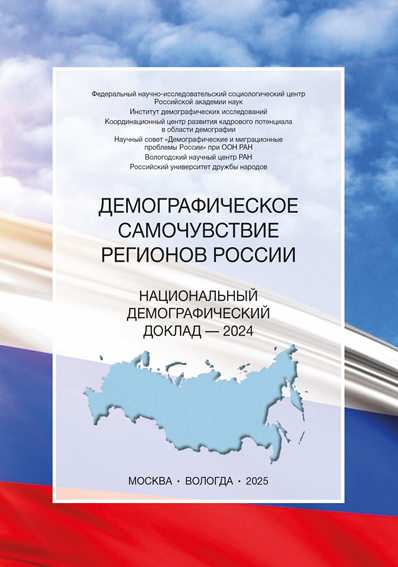 Федеральный научно-исследовательский социологический центр
Российской академии наук
Институт демографических исследований
Координационный центр развития кадрового потенциала
в области демографии
Научный совет «Демографические и миграционные
проблемы России» при ООН РАН
Вологодский научный центр РАН
Российский университет дружбы народов
ДЕМОГРАФИЧЕСКОЕ
САМОЧУВСТВИЕ
РЕГИОНОВ РОССИИ
НАЦИОНАЛЬНЫЙ
ДЕМОГРАФИЧЕСКИЙ
ДОКЛАД — 2024
МОСКВА • ВОЛОГДА • 2025